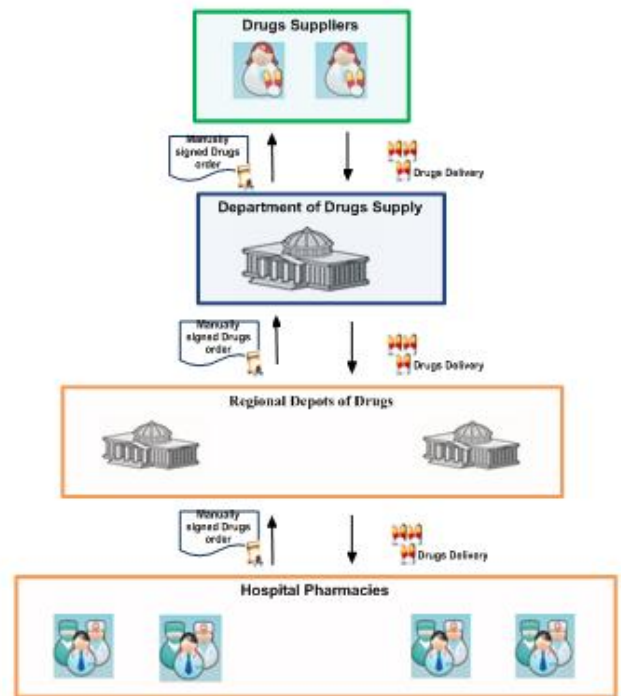 Drugs Suppliers
Manually
signed Drugs
order
Drugs Delivery
Department of Drugs Supply
Manually
signed Drugs
order
Drugs Delivery
Regional Depots of Drugs
Manually
signed Drugs
order
Drugs Delivery
Hospital Pharmacies